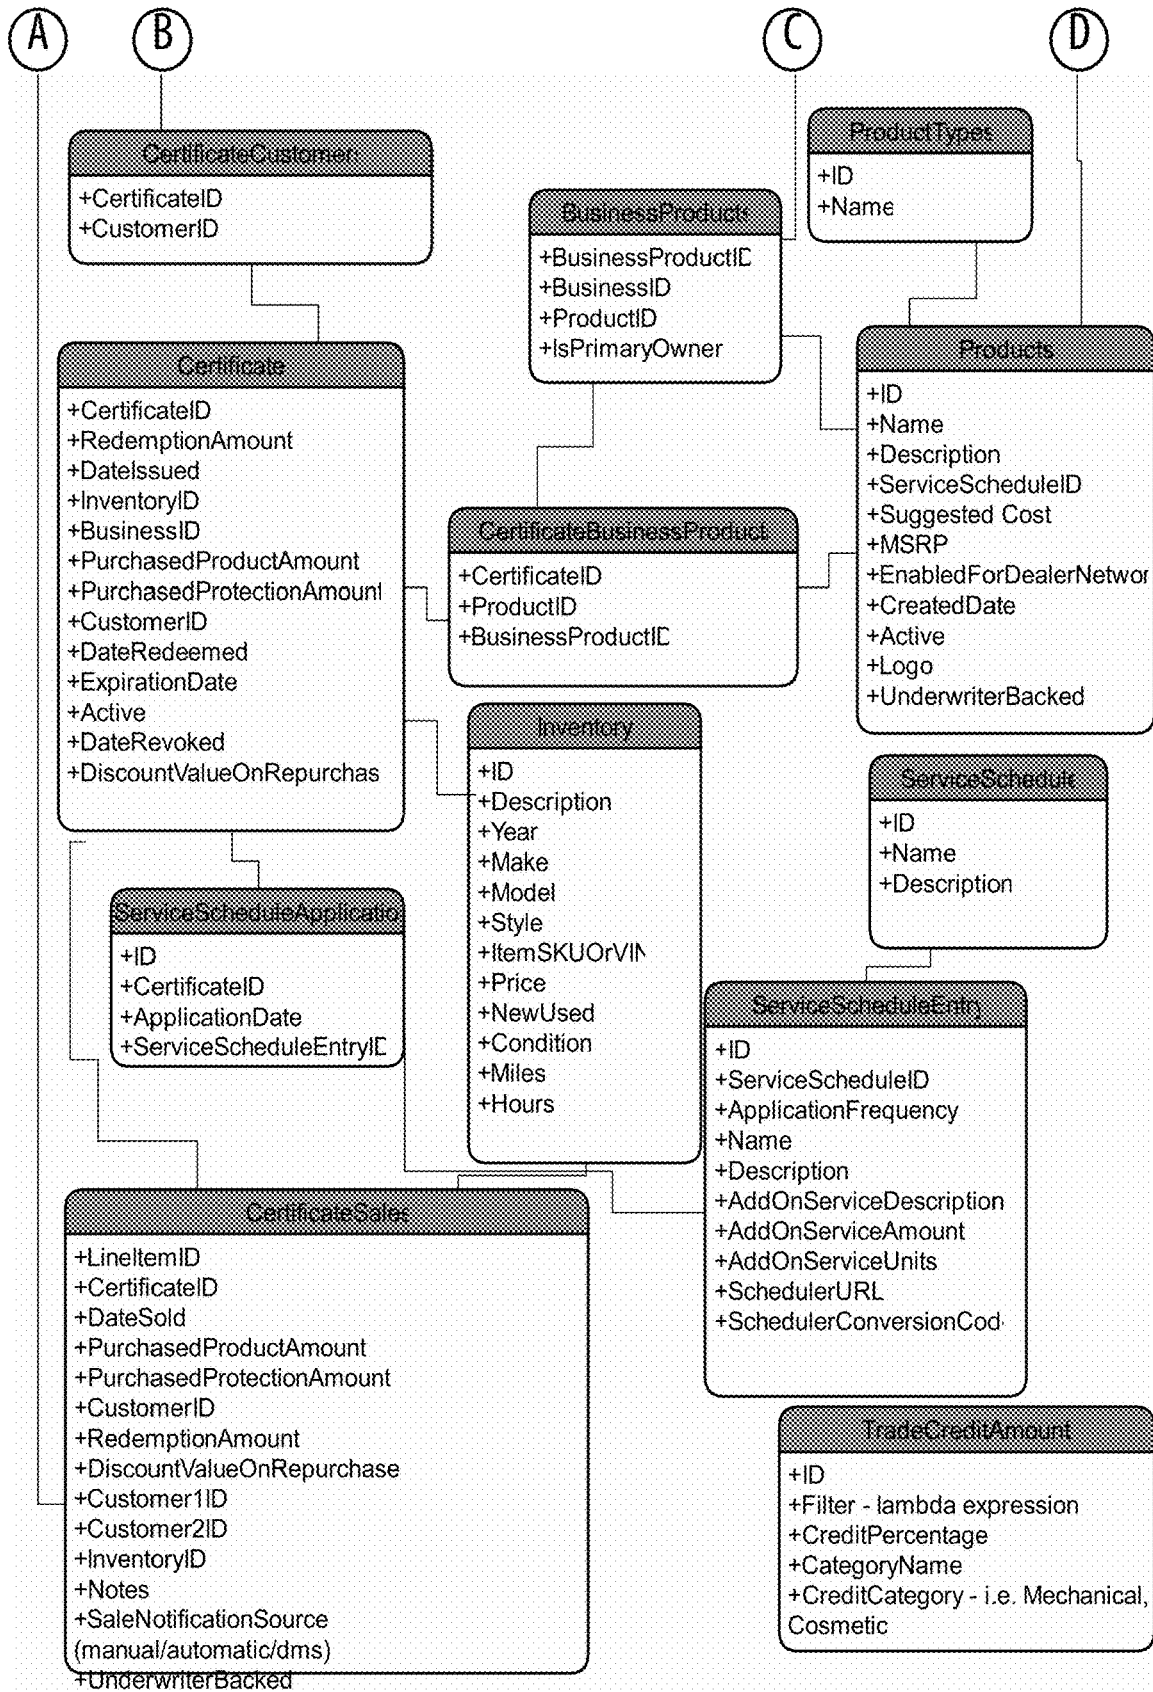 A
B
C
D
CertificateCustomer
+CertificateID
+CustomerID
ProductTypes
+ID
+Name
BusinessProducts
+BusinessProductID
+BusinessID
+ProductID
+IsPrimaryOwner
Certificate
+CertificateID
+RedemptionAmount
+DateIssued
+InventoryID
+BusinessID
+PurchasedProductAmount
+PurchasedProtectionAmount
+CustomerID
+DateRedeemed
+ExpirationDate
+Active
+DateRevoked
+DiscountValueOnRepurchas
Products
+ID
+Name
+Description
+ServiceScheduleID
+Suggested Cost
+MSRP
+EnabledForDealerNetwor
+CreatedDate
+Active
+Logo
+UnderwriterBacked
CertificateBusinessProduct
+CertificateID
+ProductID
+BusinessProductID
Inventory
+ID
+Description
+Year
+Make
+Model
+Style
+ItemSKUOrVIN
+Price
+NewUsed
+Condition
+Miles
+Hours
ServiceSchedule
+ID
+Name
+Description
ServiceScheduleApplication
+ID
+CertificateID
+ApplicationDate
+ServiceScheduleEntryID
ServiceScheduleEntry
+ID
+ServiceScheduleID
+ApplicationFrequency
+Name
+Description
+AddOnServiceDescription
+AddOnServiceAmount
+AddOnServiceUnits
+SchedulerURL
+SchedulerConversionCod
CertificateSales
+LineItemID
+CertificateID
+DateSold
+PurchasedProductAmount
+PurchasedProtectionAmount
+CustomerID
+RedemptionAmount
+DiscountValueOnRepurchase
+Customer1ID
+Customer2ID
+InventoryID
+Notes
+SaleNotificationSource
(manual/automatic/dms)
+UnderwriterBacked
TradeCreditAmount
+ID
+Filter - lambda expression
+CreditPercentage
+CategoryName
+CreditCategory - i.e. Mechanical,
Cosmetic